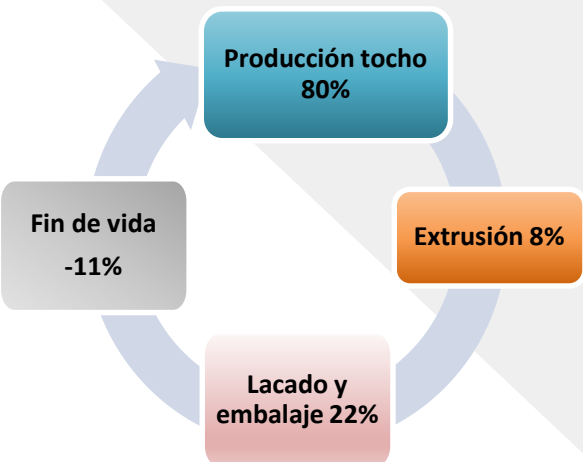 Producción tocho
80%
Extrusión 8%
Lacado y
embalaje 22%
Fin de vida
-11%